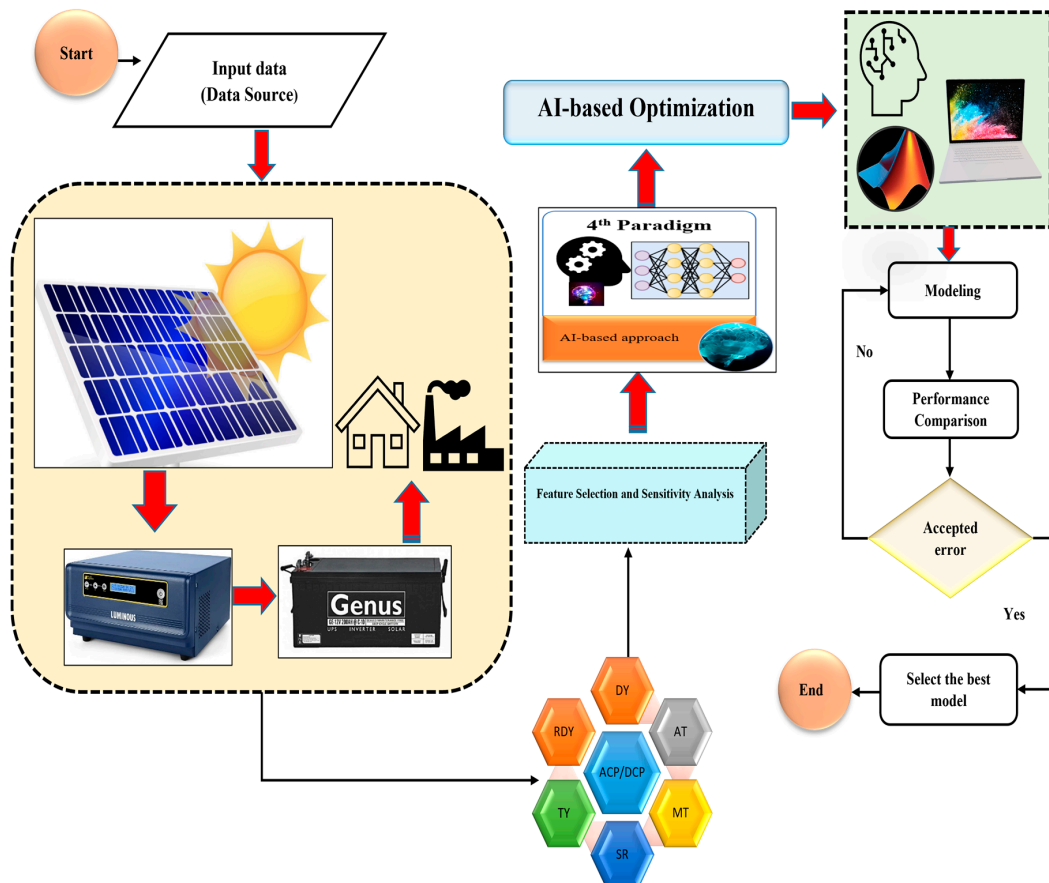 Start
Input data
(Data Source)
LUMINOUS
Genus
UPS INVERTER SOLAR
DY
RDY
AT
ACP/DCP
TY
MT
SR
Feature Selection and Sensitivity Analysis
4th Paradigm
AI-based approach
AI-based Optimization
Modeling
No
Performance
Comparison
Accepted
error
Yes
Select the best
model
End